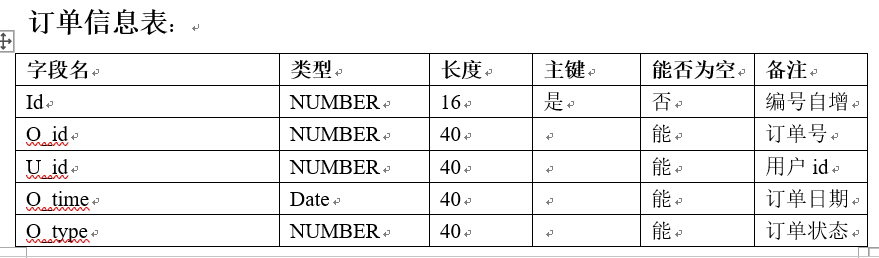 订单信息表：
字段名 类型 长度 主键 能否为空 备注
Id NUMBER 16 是 否 编号自增
O_id NUMBER 40 能 订单号
U_id NUMBER 40 能 用户 id
O_time Date 40 能 订单日期
O_type NUMBER 40 能 订单状态